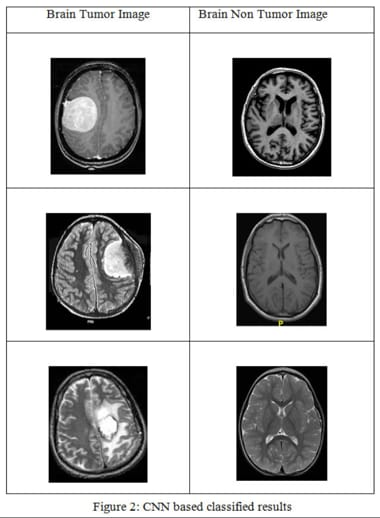 Brain Tumor Image
Brain Non Tumor Image
P
Figure 2: CNN based classified results